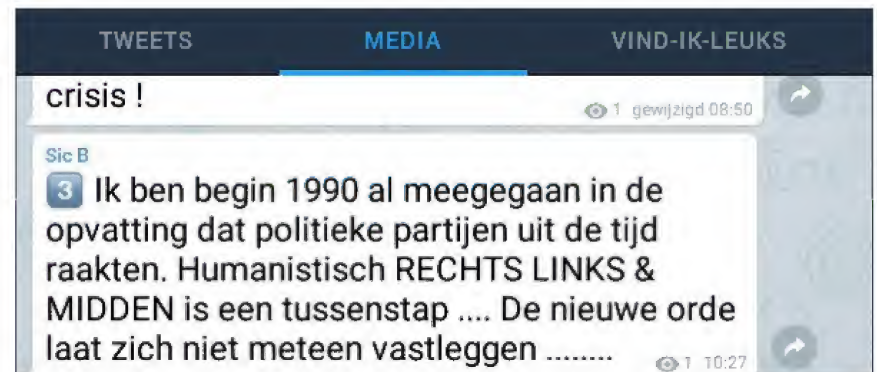 TWEETS MEDIA VIND-IK-LEUKS
crisis !
1 gewijzigd 08:50
Sic B
3 Ik ben begin 1990 al meegegaan in de
opvatting dat politieke partijen uit de tijd
raakten. Humanistisch RECHTS LINKS &
MIDDEN is een tussenstap .... De nieuwe orde
laat zich niet meteen vastleggen ........
1 10:27